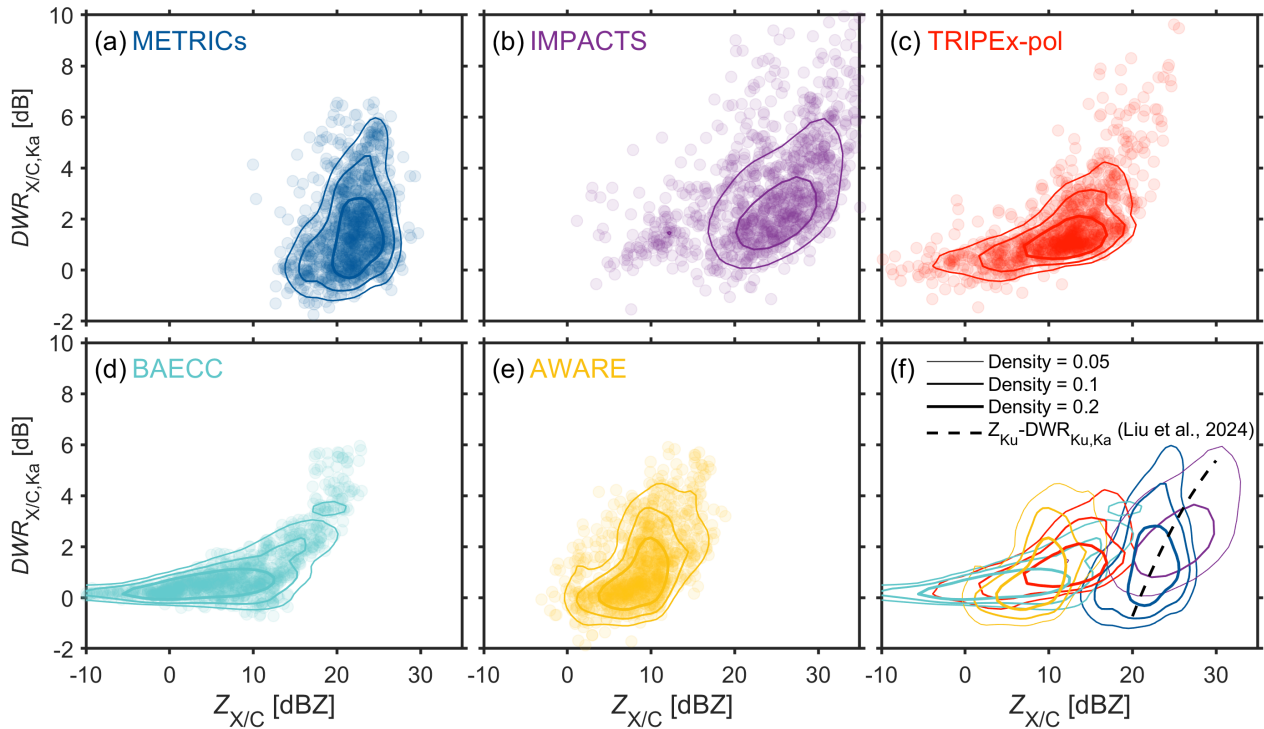 (a) METRICs
(b) IMPACTS
(c) TRIPEx-pol
10
8
6
4
2
0
-2
DWR_X/C,Ka [dB]
(d) BAECC
(e) AWARE
(f)
Density = 0.05
Density = 0.1
Density = 0.2
Z_Ku-DWR_Ku,Ka (Liu et al., 2024)
10
8
6
4
2
0
-2
DWR_X/C,Ka [dB]
-10 0 10 20 30
-10 0 10 20 30
-10 0 10 20 30
Z_X/C [dBZ]
Z_X/C [dBZ]
Z_X/C [dBZ]